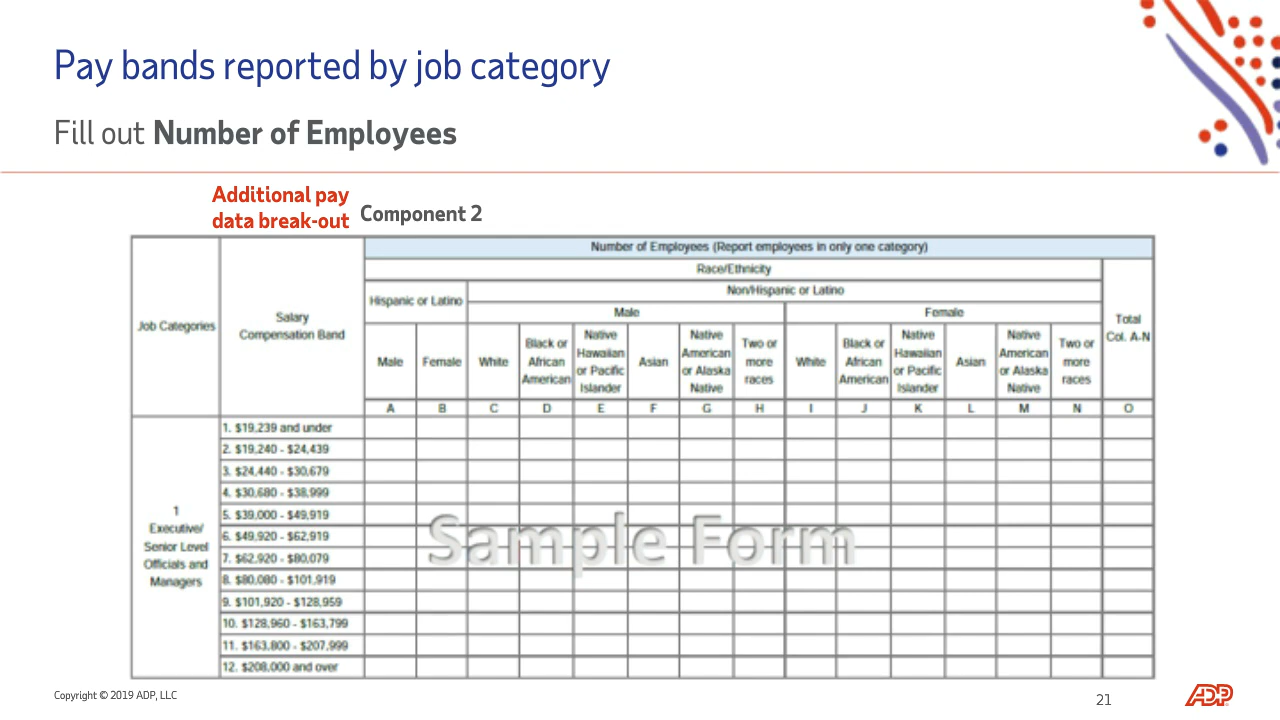 Pay bands reported by job category
Fill out Number of Employees
Additional pay
data break-out
Component 2
Job Categories
Salary
Compensation Band
Number of Employees (Report employees in only one category)
Race/Ethnicity
Hispanic or Latino
Non/Hispanic or Latino
Male
Female
Total
Col. A-N
Male
Female
White
Black or
African
American
Native
Hawaiian
or Pacific
Islander
Asian
Native
American
or Alaska
Native
Two or
more
races
White
Black or
African
American
Native
Hawaiian
or Pacific
Islander
Asian
Native
American
or Alaska
Native
Two or
more
races
A B C D E F G H I J K L M N O
1
Executive/
Senior Level
Officials and
Managers
1. $19,239 and under
2. $19,240 - $24,439
3. $24,440 - $30,679
4. $30,680 - $38,999
5. $39,000 - $49,919
6. $49,920 - $62,919
7. $62,920 - $80,079
8. $80,080 - $101,919
9. $101,920 - $128,959
10. $128,960 - $163,799
11. $163,800 - $207,999
12. $208,000 and over
Sample Form
Copyright © 2019 ADP, LLC
21
ADP